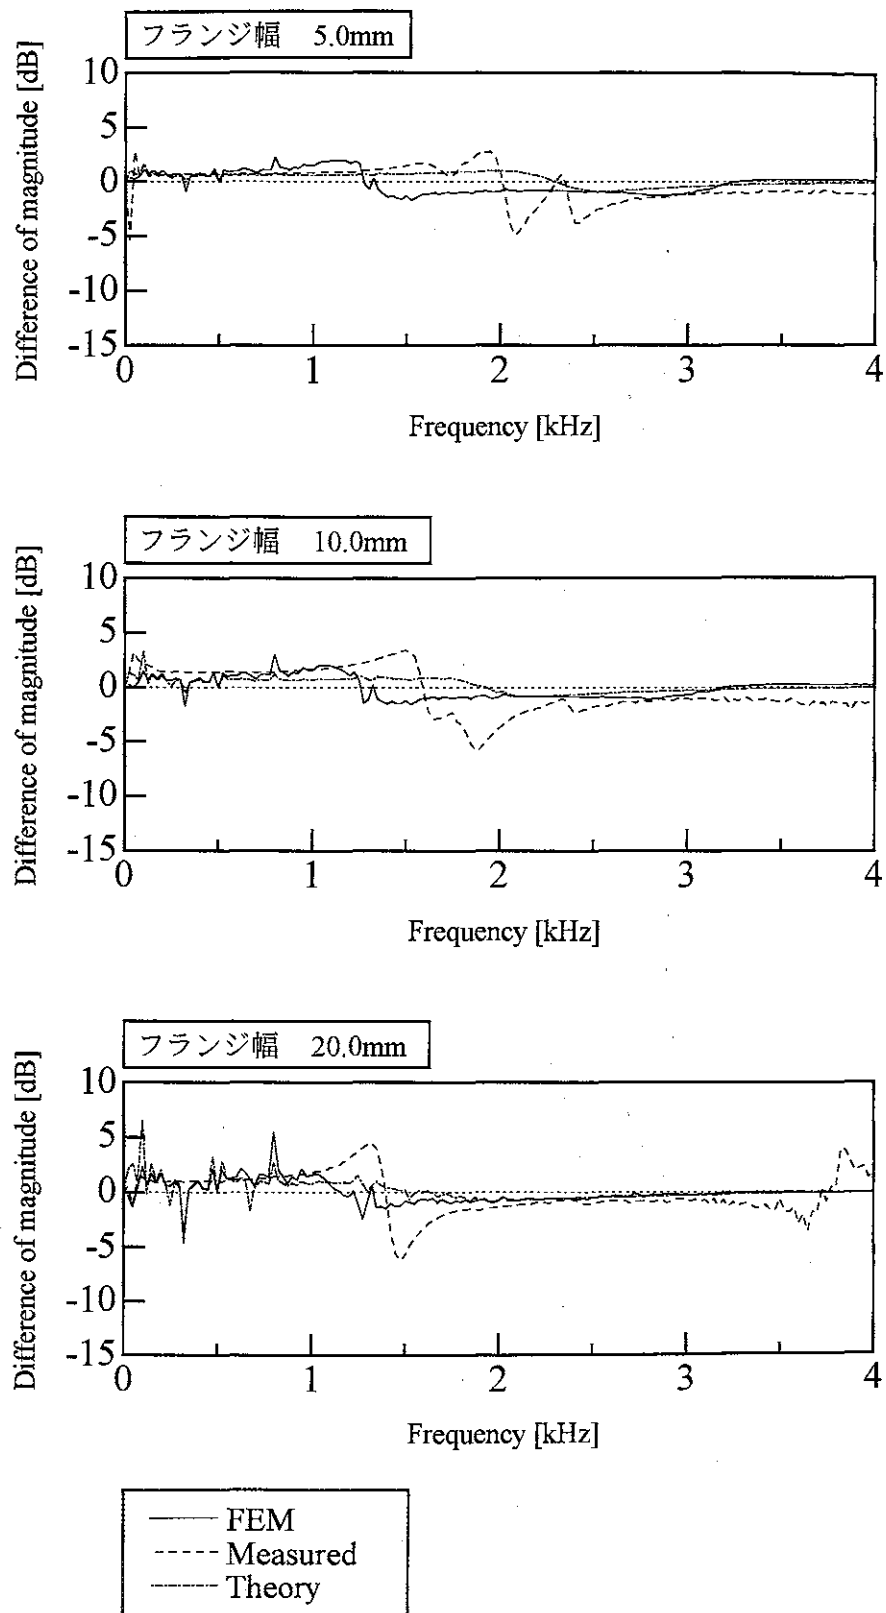 フランジ幅 5.0mm
Difference of magnitude [dB]
10
5
0
-5
-10
-15
0 1 2 3 4
Frequency [kHz]
フランジ幅 10.0mm
Difference of magnitude [dB]
10
5
0
-5
-10
-15
0 1 2 3 4
Frequency [kHz]
フランジ幅 20.0mm
Difference of magnitude [dB]
10
5
0
-5
-10
-15
0 1 2 3 4
Frequency [kHz]
FEM
Measured
Theory